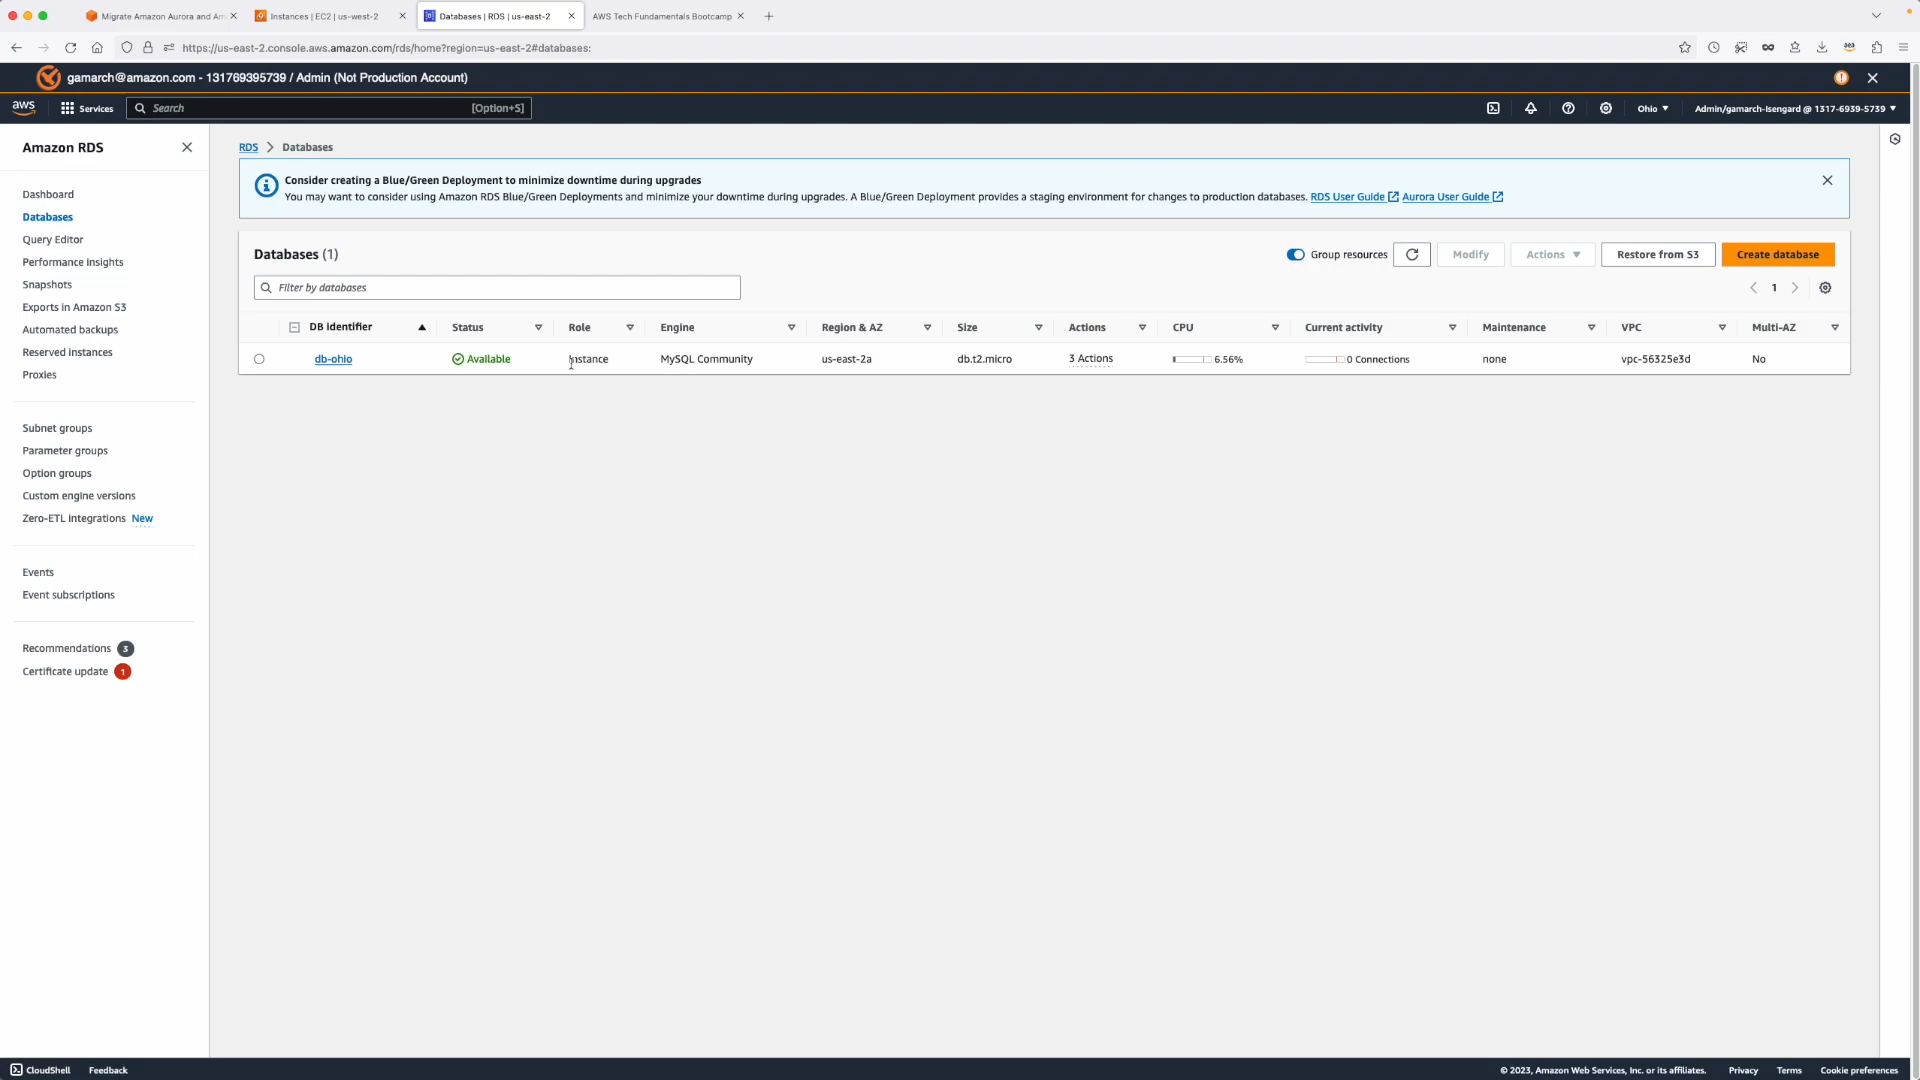 Migrate Amazon Aurora and Am
Instances | EC2 | us-west-2
Databases | RDS | us-east-2
AWS Tech Fundamentals Bootcamp
https://us-east-2.console.aws.amazon.com/rds/home?region=us-east-2#databases:
gamarch@amazon.com - 131769395739 / Admin (Not Production Account)
aws
Services
Search
[Option+S]
Ohio
Admin/gamarch-Isengard @ 1317-6939-5739
Amazon RDS
Dashboard
Databases
Query Editor
Performance insights
Snapshots
Exports in Amazon S3
Automated backups
Reserved instances
Proxies
Subnet groups
Parameter groups
Option groups
Custom engine versions
Zero-ETL integrations New
Events
Event subscriptions
Recommendations 3
Certificate update 1
RDS > Databases
Consider creating a Blue/Green Deployment to minimize downtime during upgrades
You may want to consider using Amazon RDS Blue/Green Deployments and minimize your downtime during upgrades. A Blue/Green Deployment provides a staging environment for changes to production databases. RDS User Guide Aurora User Guide
Databases (1)
Group resources
Modify
Actions
Restore from S3
Create database
Filter by databases
1
DB identifier Status Role Engine Region & AZ Size Actions CPU Current activity Maintenance VPC Multi-AZ
db-ohio Available Instance MySQL Community us-east-2a db.t2.micro 3 Actions 6.56% 0 Connections none vpc-56325e3d No
CloudShell Feedback © 2023, Amazon Web Services, Inc. or its affiliates. Privacy Terms Cookie preferences